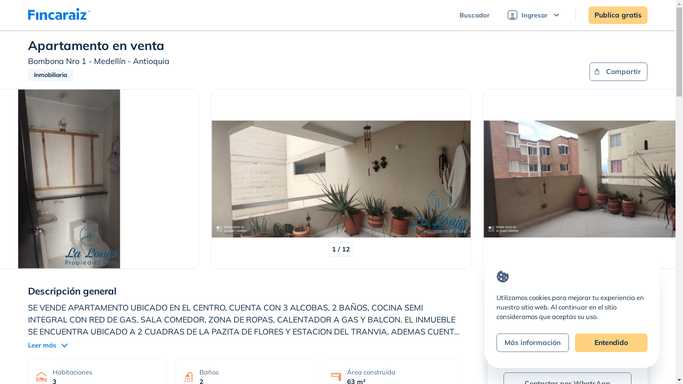 Fincaraiz
Buscador
Ingresar
Publica gratis
Apartamento en venta
Bombona Nro 1 - Medellín - Antioquia
Inmobiliaria
Compartir
La Lonja
Propiedad
1 / 12
Descripción general
SE VENDE APARTAMENTO UBICADO EN EL CENTRO, CUENTA CON 3 ALCOBAS, 2 BAÑOS, COCINA SEMI
INTEGRAL CON RED DE GAS, SALA COMEDOR, ZONA DE ROPAS, CALENTADOR A GAS Y BALCON. EL INMUEBLE
SE ENCUENTRA UBICADO A 2 CUADRAS DE LA PAZITA DE FLORES Y ESTACION DEL TRANVIA, ADEMAS CUENT...
Leer más
Habitaciones
3
Baños
2
Área construida
63 m²
Utilizamos cookies para mejorar tu experiencia en
nuestro sitio web. Al continuar en el sitio
consideramos que aceptas su uso.
Más información
Entendido
Contactar por WhatsApp